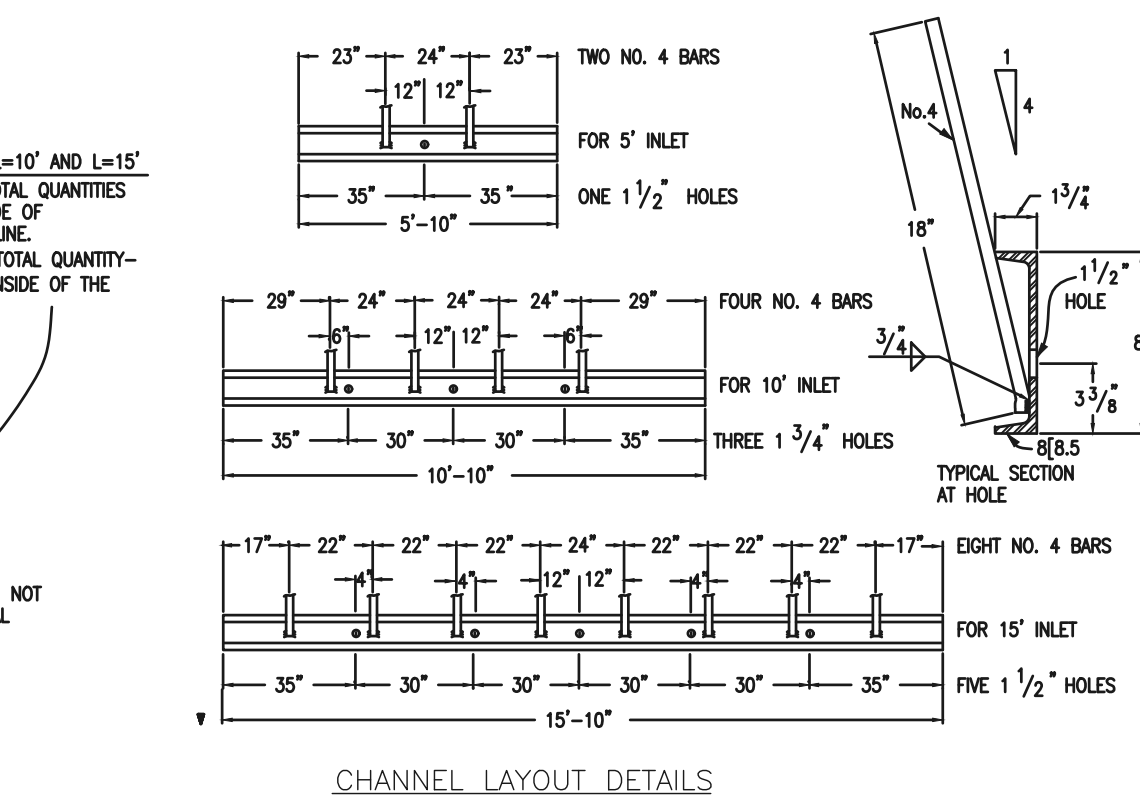 L=10' AND L=15'
TOTAL QUANTITIES
OF
LINE.
TOTAL QUANTITY-
OF THE
NOT
23" 24" 23" TWO NO. 4 BARS
12" 12"
FOR 5' INLET
35" 35" ONE 1 1/2" HOLES
5'-10"
29" 24" 24" 24" 29" FOUR NO. 4 BARS
6" 12" 12" 6"
FOR 10' INLET
35" 30" 30" 35" THREE 1 3/4" HOLES
10'-10"
17" 22" 22" 22" 24" 22" 22" 22" 17" EIGHT NO. 4 BARS
4" 4" 12" 12" 4" 4"
FOR 15' INLET
35" 30" 30" 30" 30" 35" FIVE 1 1/2" HOLES
15'-10"
1
4
No.4
18"
1 3/4"
1 1/2"
HOLE
3/4"
8
3 3/8"
8[8.5
TYPICAL SECTION
AT HOLE
CHANNEL LAYOUT DETAILS